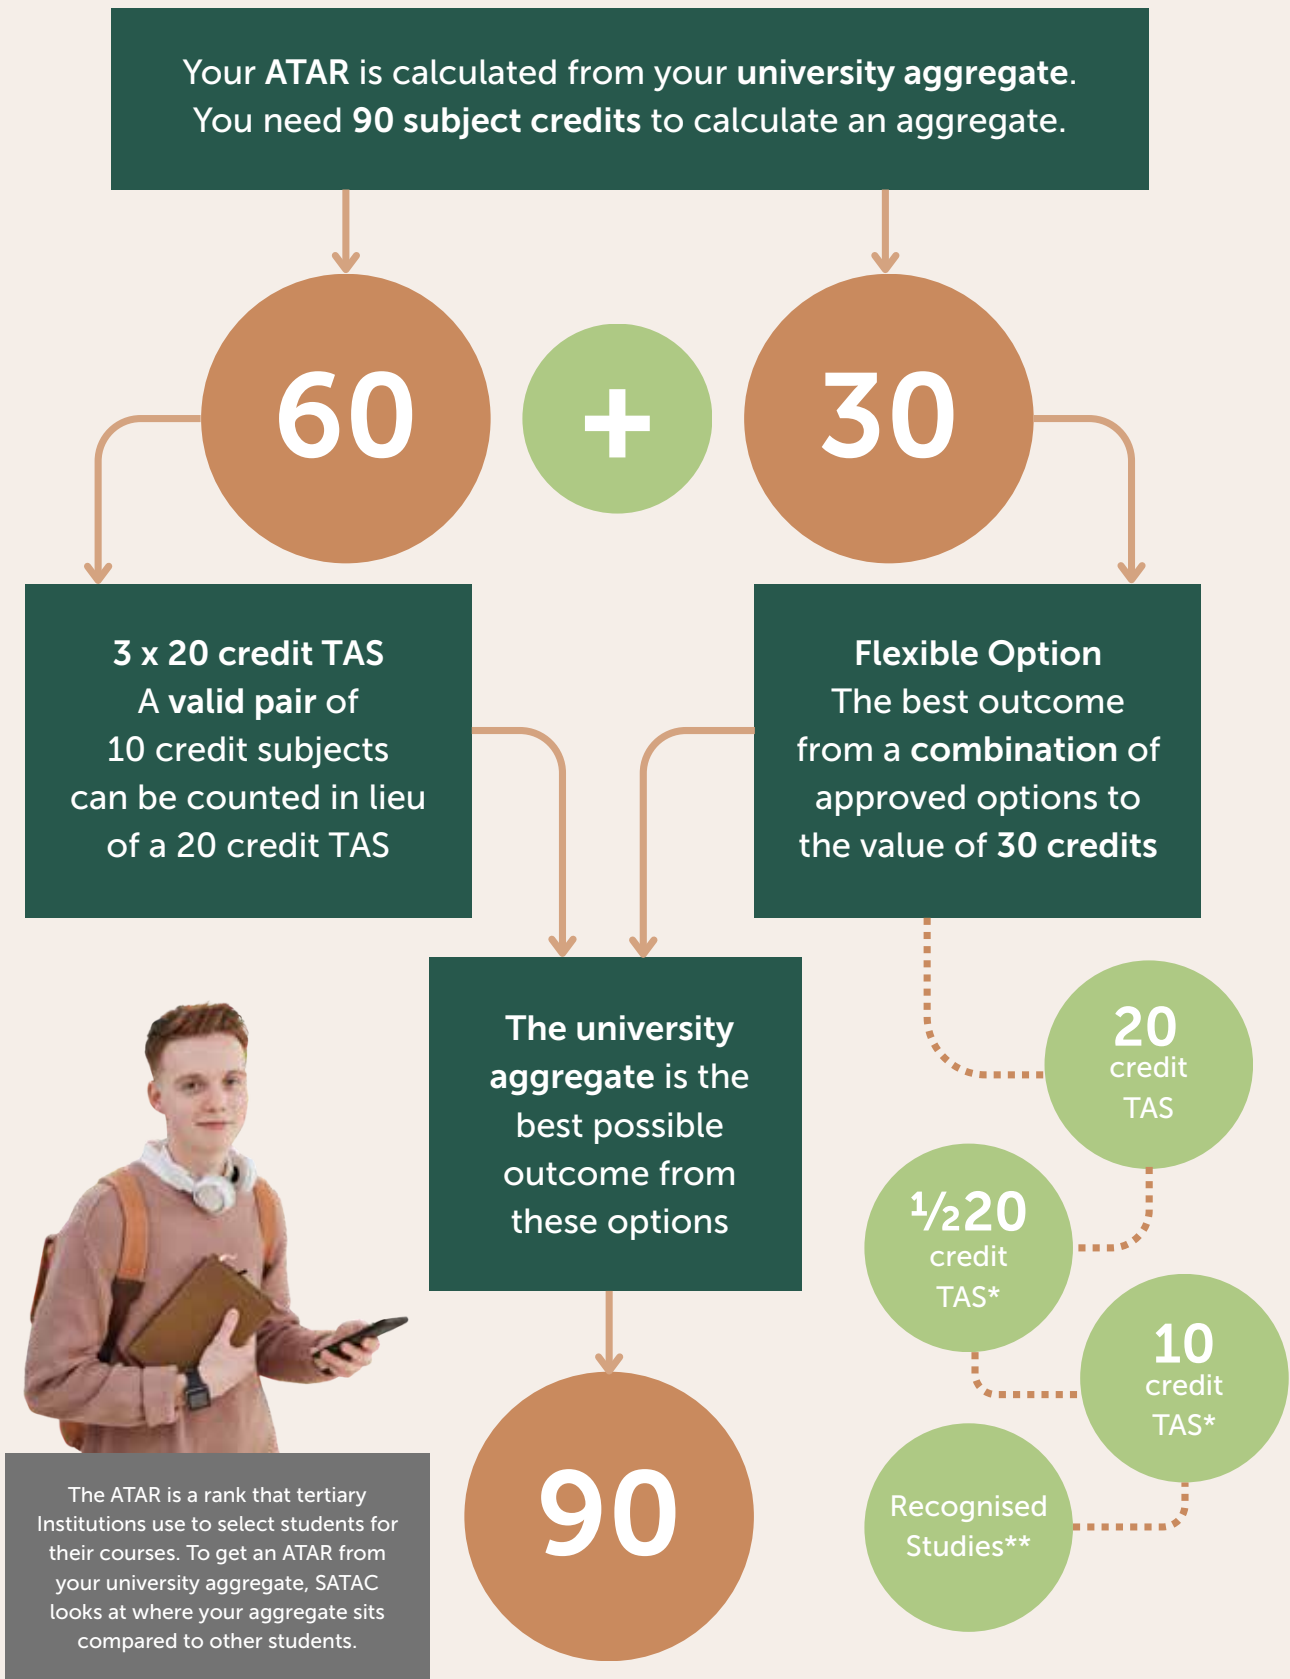 Your ATAR is calculated from your university aggregate.
You need 90 subject credits to calculate an aggregate.
60
+
30
3 x 20 credit TAS
A valid pair of
10 credit subjects
can be counted in lieu
of a 20 credit TAS
Flexible Option
The best outcome
from a combination of
approved options to
the value of 30 credits
The university
aggregate is the
best possible
outcome from
these options
20
credit
TAS
½20
credit
TAS*
10
credit
TAS*
Recognised
Studies**
90
The ATAR is a rank that tertiary
Institutions use to select students for
their courses. To get an ATAR from
your university aggregate, SATAC
looks at where your aggregate sits
compared to other students.